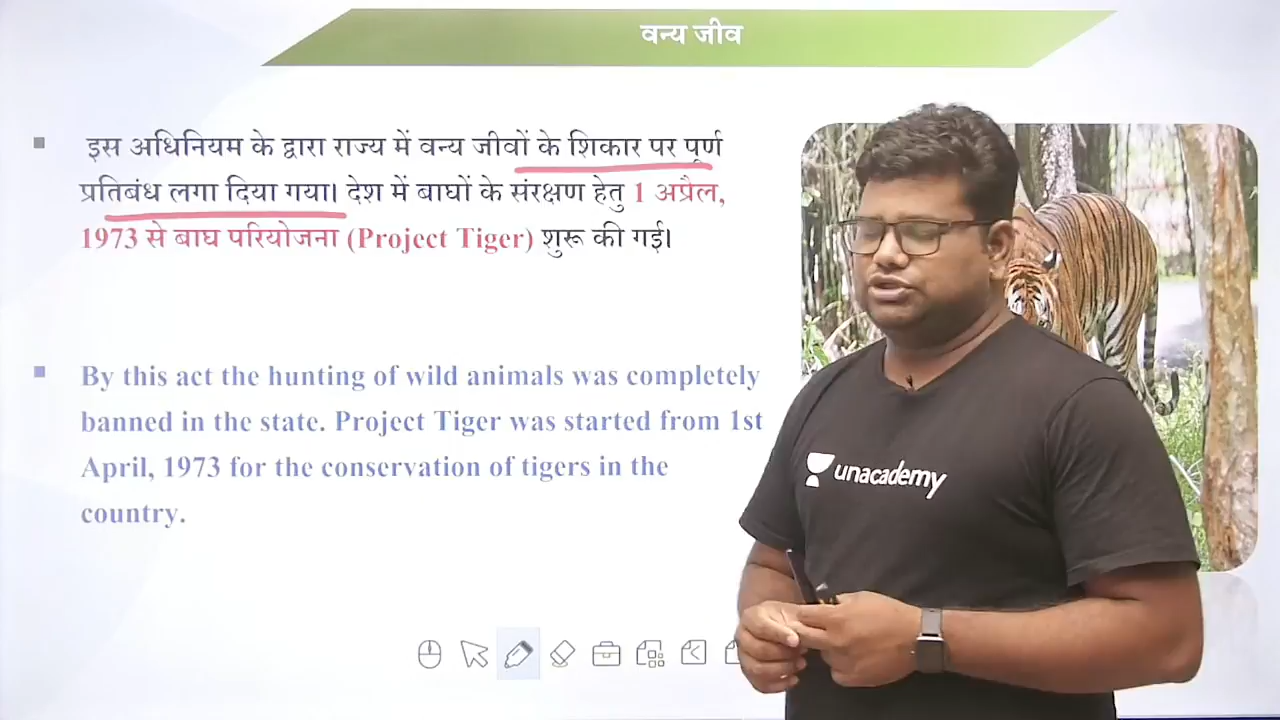 वन्य जीव
इस अधिनियम के द्वारा राज्य में वन्य जीवों के शिकार पर पूर्ण
प्रतिबंध लगा दिया गया। देश में बाघों के संरक्षण हेतु 1 अप्रैल,
1973 से बाघ परियोजना (Project Tiger) शुरू की गई।
By this act the hunting of wild animals was completely
banned in the state. Project Tiger was started from 1st
April, 1973 for the conservation of tigers in the
country.
unacademy